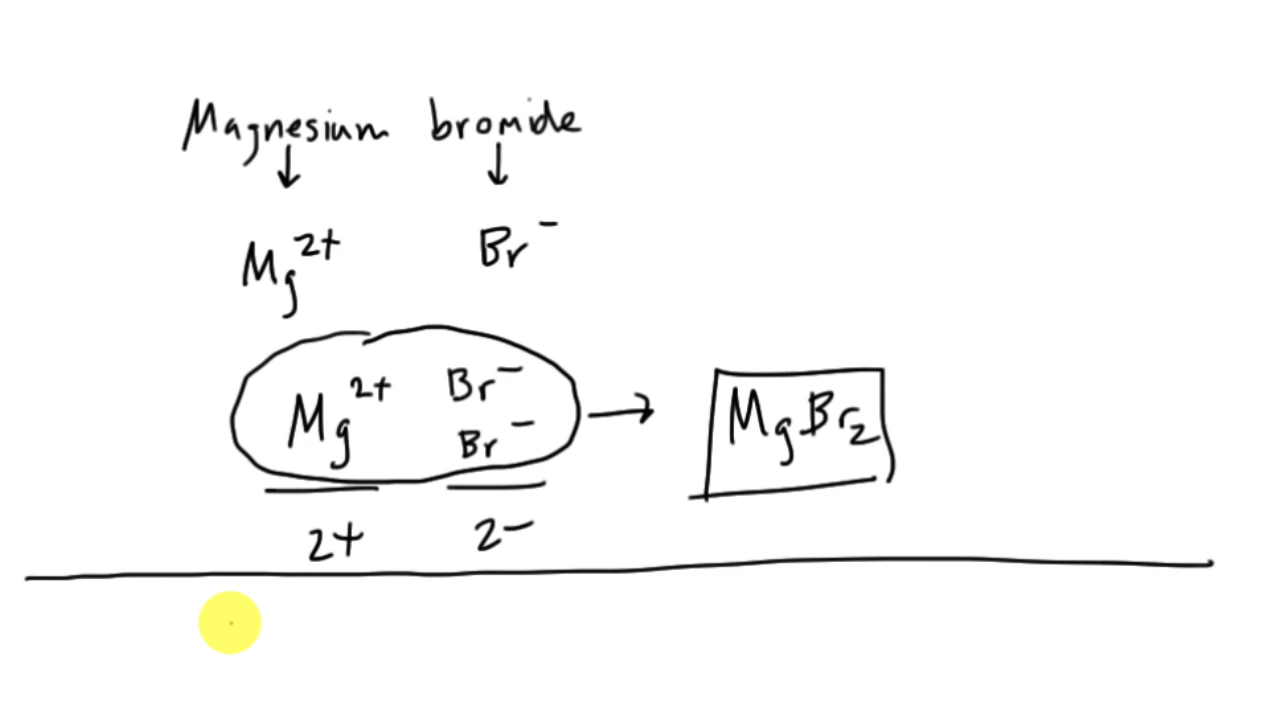 Magnesium bromide
↓ ↓
Mg²⁺ Br⁻
Mg²⁺ Br⁻
Br⁻ → MgBr₂
2+ 2−